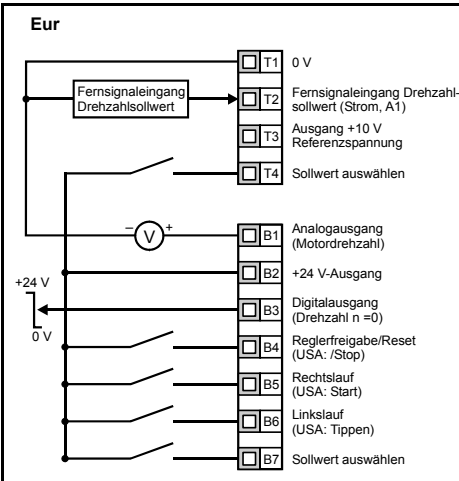 Eur
T1 0 V
Fernsignaleingang
Drehzahlsollwert
T2 Fernsignaleingang Drehzahl-
sollwert (Strom, A1)
T3 Ausgang +10 V
Referenzspannung
T4 Sollwert auswählen
– V +
B1 Analogausgang
(Motordrehzahl)
B2 +24 V-Ausgang
+24 V
0 V
B3 Digitalausgang
(Drehzahl n =0)
B4 Reglerfreigabe/Reset
(USA: /Stop)
B5 Rechtslauf
(USA: Start)
B6 Linkslauf
(USA: Tippen)
B7 Sollwert auswählen